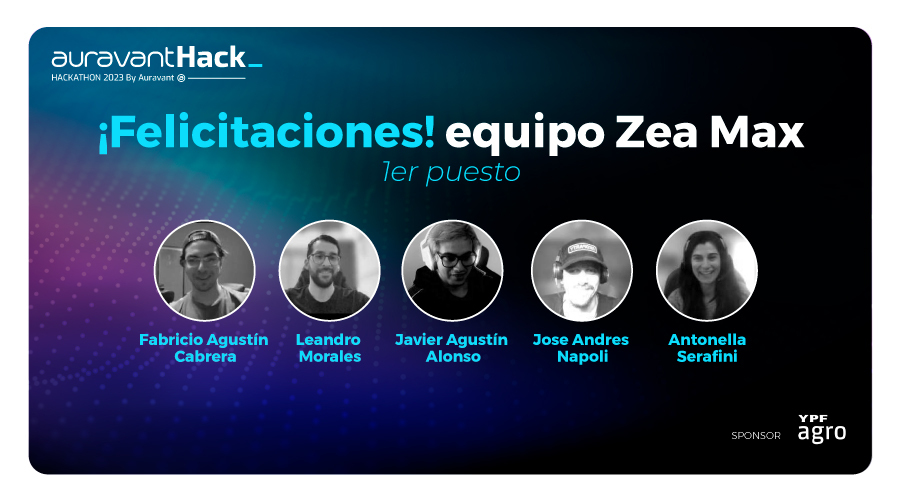 auravantHack_
HACKATHON 2023 By Auravant
¡Felicitaciones! equipo Zea Max
1er puesto
Fabricio Agustín
Cabrera
Leandro
Morales
Javier Agustín
Alonso
Jose Andres
Napoli
Antonella
Serafini
SPONSOR
YPF
agro